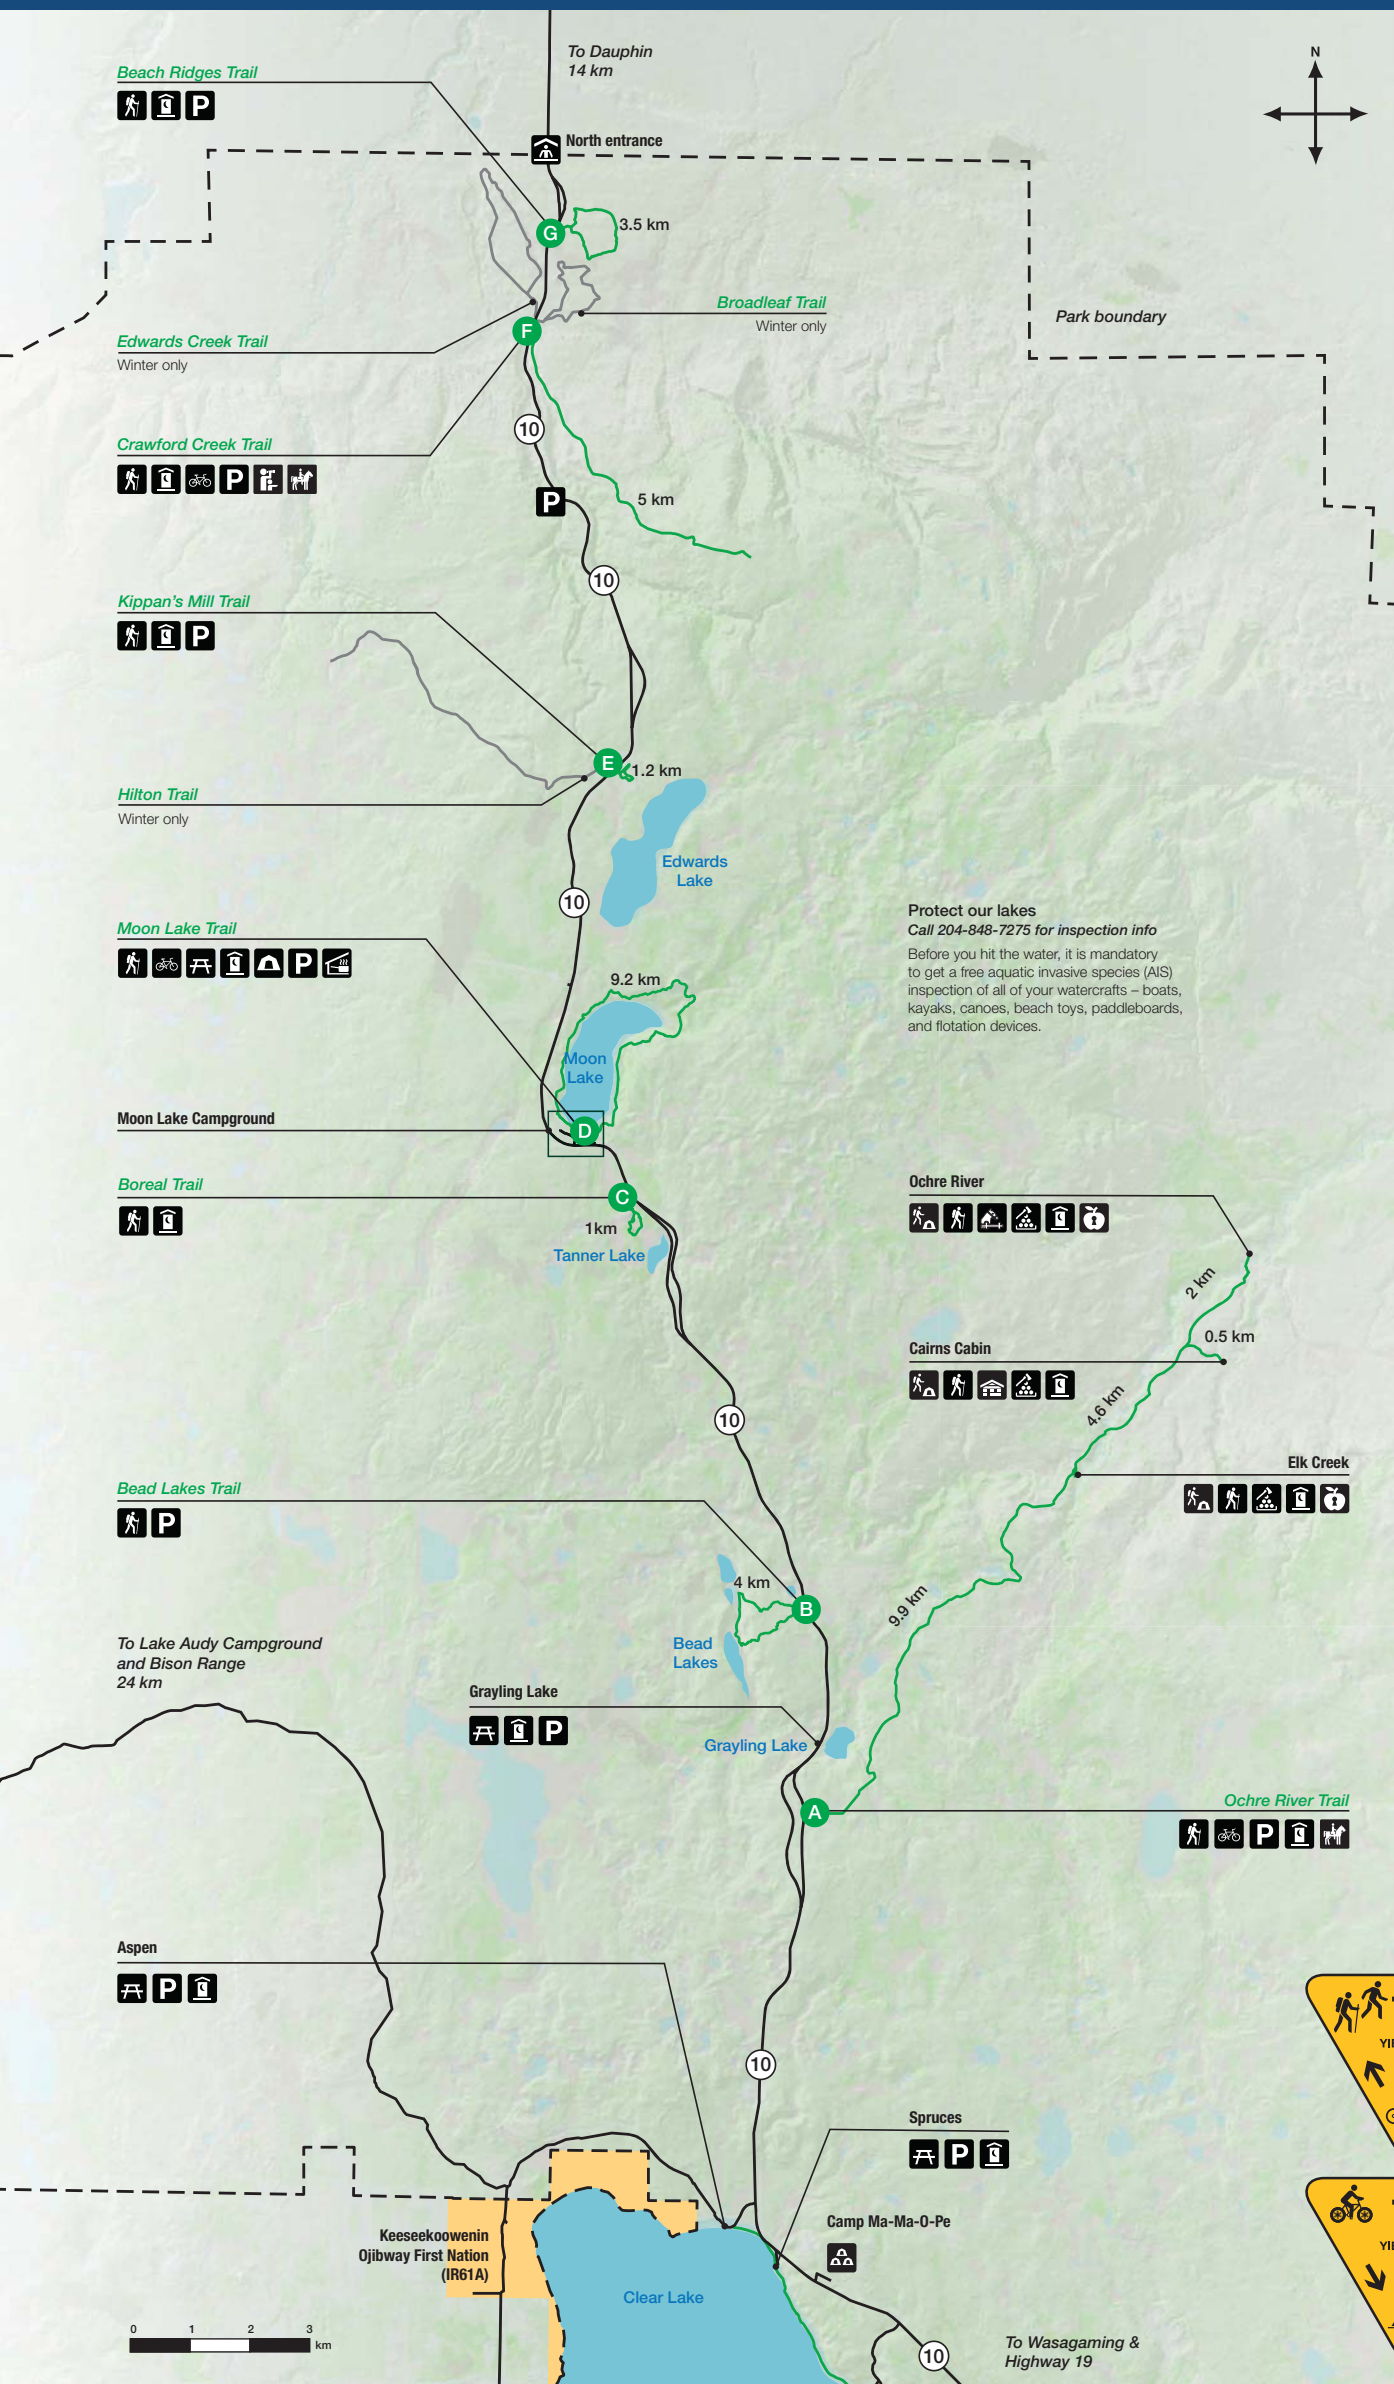 To Dauphin
14 km
N
Beach Ridges Trail
P
North entrance
G
3.5 km
Broadleaf Trail
Winter only
Park boundary
Edwards Creek Trail
Winter only
F
Crawford Creek Trail
P
10
P
5 km
10
Kippan's Mill Trail
P
E
1.2 km
Hilton Trail
Winter only
Edwards
Lake
10
Protect our lakes
Call 204-848-7275 for inspection info
Before you hit the water, it is mandatory
to get a free aquatic invasive species (AIS)
inspection of all of your watercrafts – boats,
kayaks, canoes, beach toys, paddleboards,
and flotation devices.
Moon Lake Trail
P
9.2 km
Moon
Lake
Moon Lake Campground
D
Boreal Trail
C
1km
Tanner Lake
Ochre River
2 km
0.5 km
Cairns Cabin
4.6 km
10
Elk Creek
Bead Lakes Trail
P
4 km
B
9.9 km
Bead
Lakes
To Lake Audy Campground
and Bison Range
24 km
Grayling Lake
P
Grayling Lake
A
Ochre River Trail
P
Aspen
P
10
Spruces
P
Camp Ma-Ma-O-Pe
Keeseekoowenin
Ojibway First Nation
(IR61A)
Clear Lake
0 1 2 3
km
10
To Wasagaming &
Highway 19